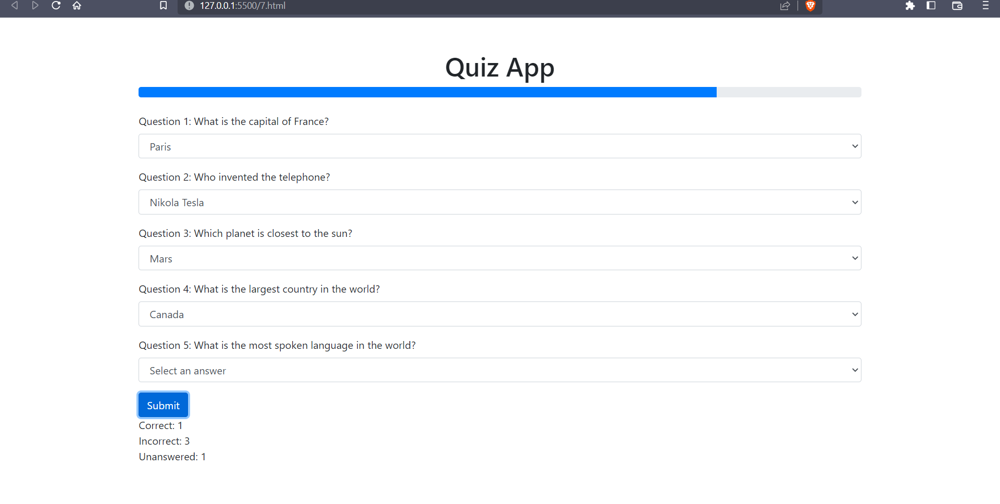 127.0.0.1:5500/7.html
Quiz App
Question 1: What is the capital of France?
Paris
Question 2: Who invented the telephone?
Nikola Tesla
Question 3: Which planet is closest to the sun?
Mars
Question 4: What is the largest country in the world?
Canada
Question 5: What is the most spoken language in the world?
Select an answer
Submit
Correct: 1
Incorrect: 3
Unanswered: 1